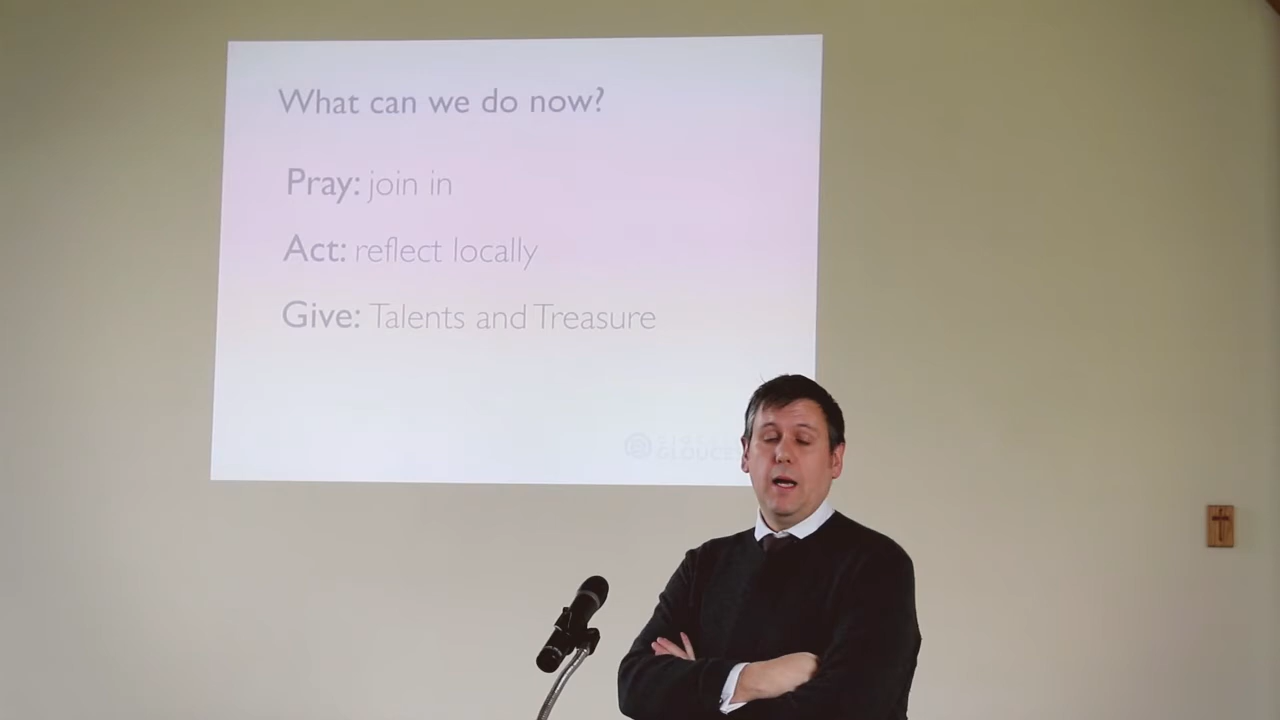 What can we do now?
Pray: join in
Act: reflect locally
Give: Talents and Treasure